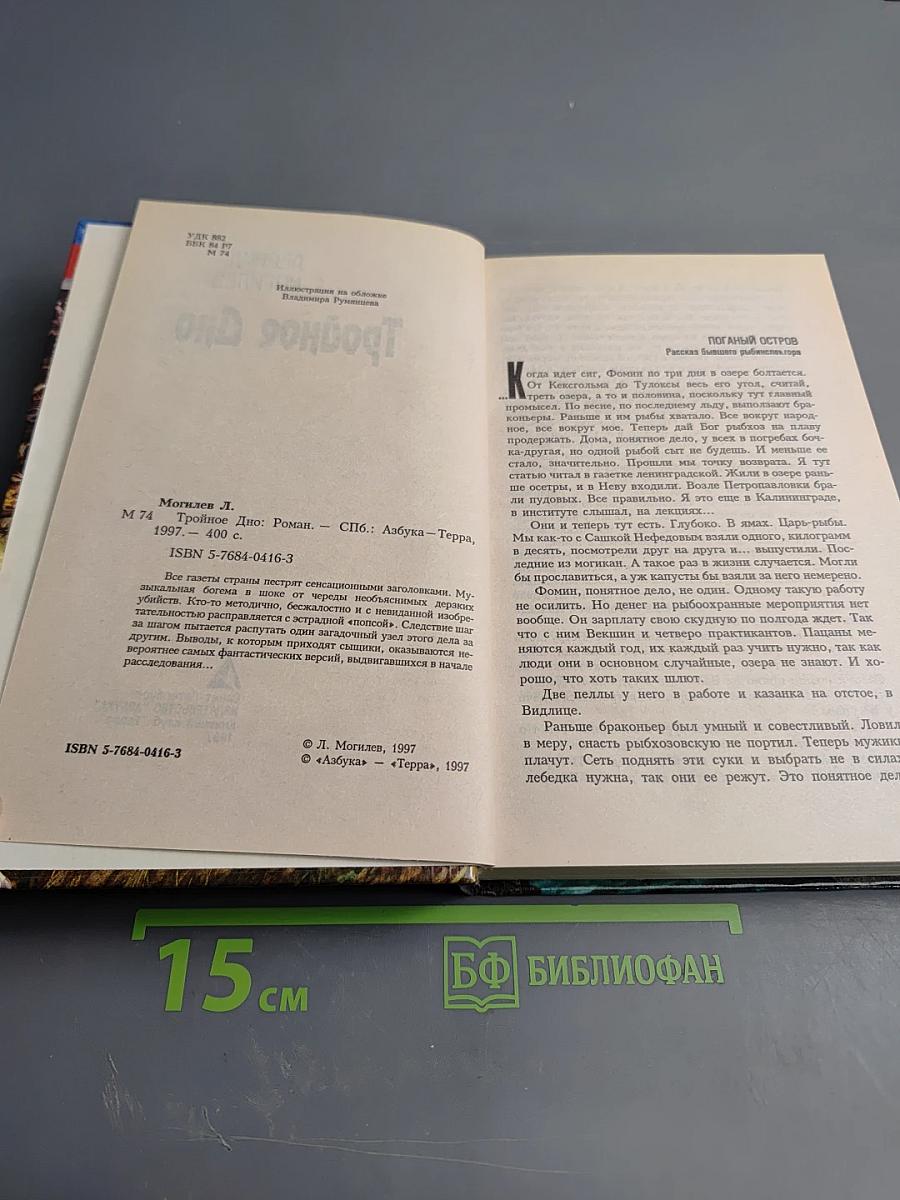 УДК 882
ББК 84 Р7
М 74
Иллюстрация на обложке
Владимира Румянцева
Тройное Дно
Могилев Л.
М 74 Тройное Дно: Роман. — СПб.: Азбука — Терра,
1997. — 400 с.
ISBN 5-7684-0416-3
Все газеты страны пестрят сенсационными заголовками. Му-
зыкальная богема в шоке от череды необъяснимых дерзких
убийств. Кто-то методично, безжалостно и с невиданной изобре-
тательностью расправляется с эстрадной «попсой». Следствие шаг
за шагом пытается распутать один загадочный узел этого дела за
другим. Выводы, к которым приходят сыщики, оказываются не-
вероятнее самых фантастических версий, выдвигавшихся в начале
расследования...
ISBN 5-7684-0416-3
© Л. Могилев, 1997
© «Азбука» — «Терра», 1997
ПОГАНЫЙ ОСТРОВ
Рассказ бывшего рыбинспектора
...Когда идет сиг, Фомин по три дня в озере болтается.
От Кексгольма до Тулоксы весь его угол, считай,
треть озера, а то и половина, поскольку тут главный
промысел. По весне, по последнему льду, выползают бра-
коньеры. Раньше и им рыбы хватало. Все вокруг народ-
ное, все вокруг мое. Теперь дай Бог рыбхоз на плаву
продержать. Дома, понятное дело, у всех в погребах боч-
ка-другая, но одной рыбой сыт не будешь. И меньше ее
стало, значительно. Прошли мы точку возврата. Я тут
статью читал в газетке ленинградской. Жили в озере рань-
ше осетры, и в Неву входили. Возле Петропавловки бра-
ли пудовых. Все правильно. Я это еще в Калининграде,
в институте слышал, на лекциях...
Они и теперь тут есть. Глубоко. В ямах. Царь-рыбы.
Мы как-то с Сашкой Нефедовым взяли одного, килограмм
в десять, посмотрели друг на друга и... выпустили. Пос-
ледние из могикан. А такое раз в жизни случается. Могли
бы прославиться, а уж капусты бы взяли за него немерено.
Фомин, понятное дело, не один. Одному такую работу
не осилить. Но денег на рыбоохранные мероприятия нет
вообще. Он зарплату свою скудную по полгода ждет. Так
что с ним Векшин и четверо практикантов. Пацаны ме-
няются каждый год, их каждый раз учить нужно, так как
люди они в основном случайные, озера не знают. И хо-
рошо, что хоть таких шлют.
Две пеллы у него в работе и казанка на отстое, в
Видлице.
Раньше браконьер был умный и совестливый. Ловил
в меру, снасть рыбхозовскую не портил. Теперь мужики
плачут. Сеть поднять эти суки и выбрать не в силах,
лебедка нужна, так они ее режут. Это понятное дел
15 см
БФ БИБЛИОФАН